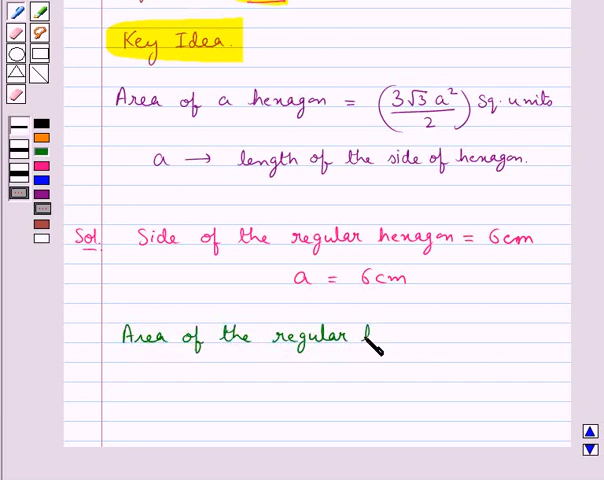 Key Idea.
Area of a hexagon = (3√3 a²/2) sq. units
a → length of the side of hexagon.
Sol. Side of the regular hexagon = 6cm
a = 6cm
Area of the regular